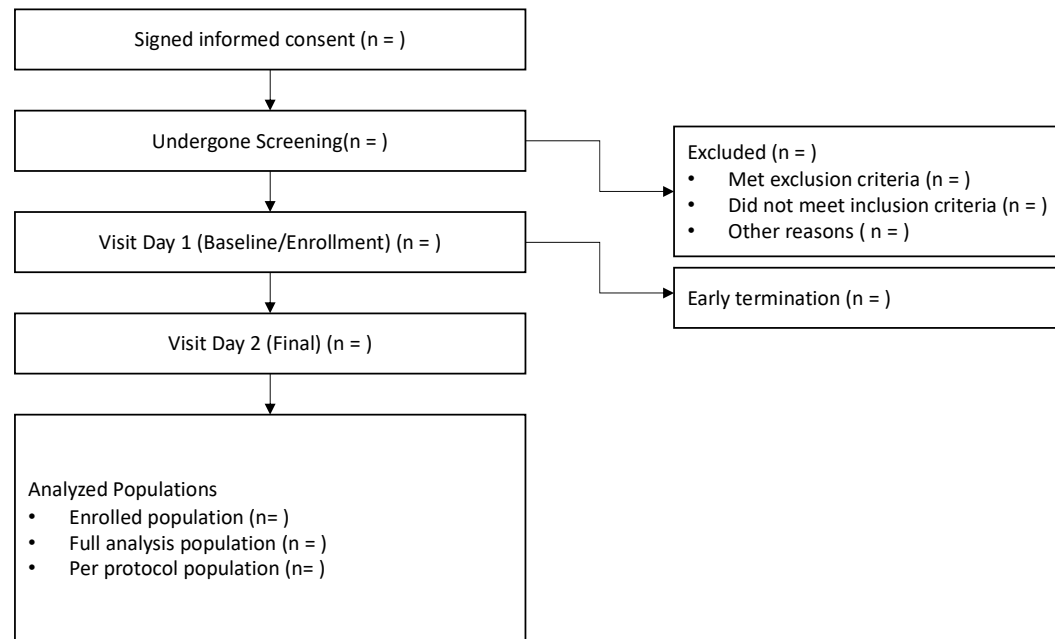 Signed informed consent (n = )
Undergone Screening(n = )
Excluded (n = )
• Met exclusion criteria (n = )
• Did not meet inclusion criteria (n = )
• Other reasons ( n = )
Visit Day 1 (Baseline/Enrollment) (n = )
Early termination (n = )
Visit Day 2 (Final) (n = )
Analyzed Populations
• Enrolled population (n= )
• Full analysis population (n = )
• Per protocol population (n= )